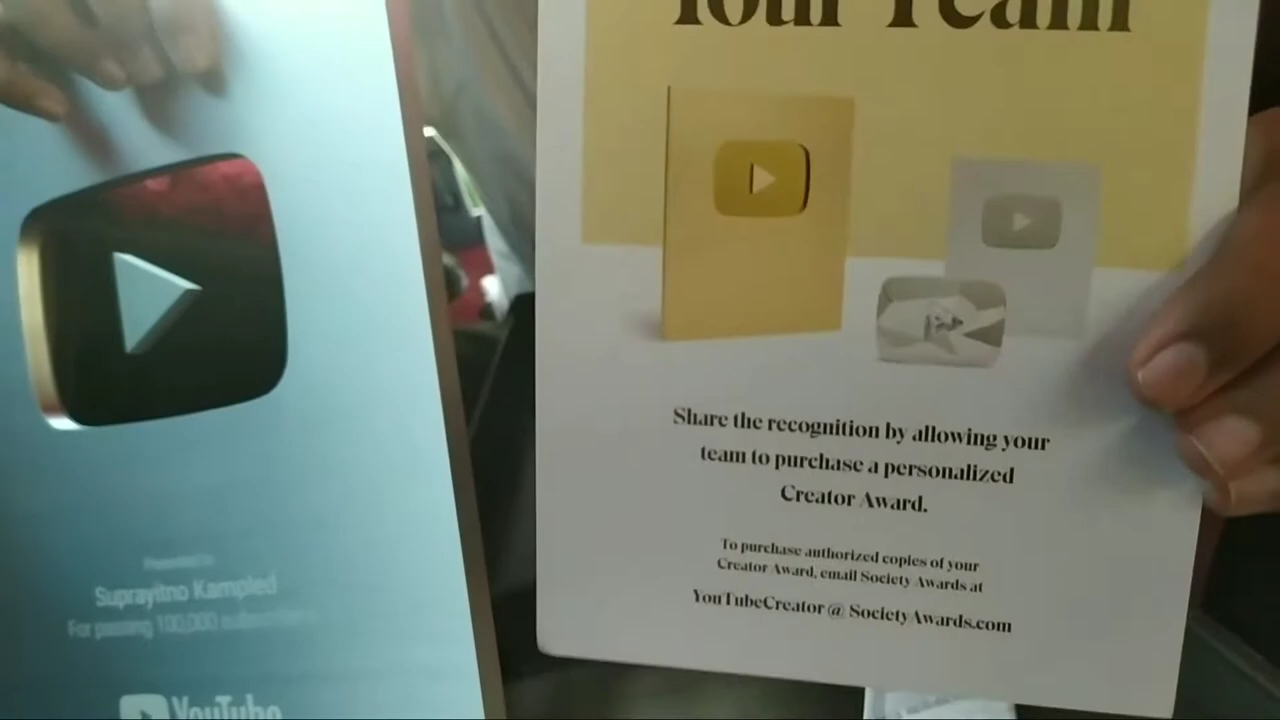 Presented to
Suprayitno Kampled
For passing 100,000 subscribers
YouTube
Your Team
Share the recognition by allowing your
team to purchase a personalized
Creator Award.
To purchase authorized copies of your
Creator Award, email Society Awards at
YouTubeCreator @ SocietyAwards.com